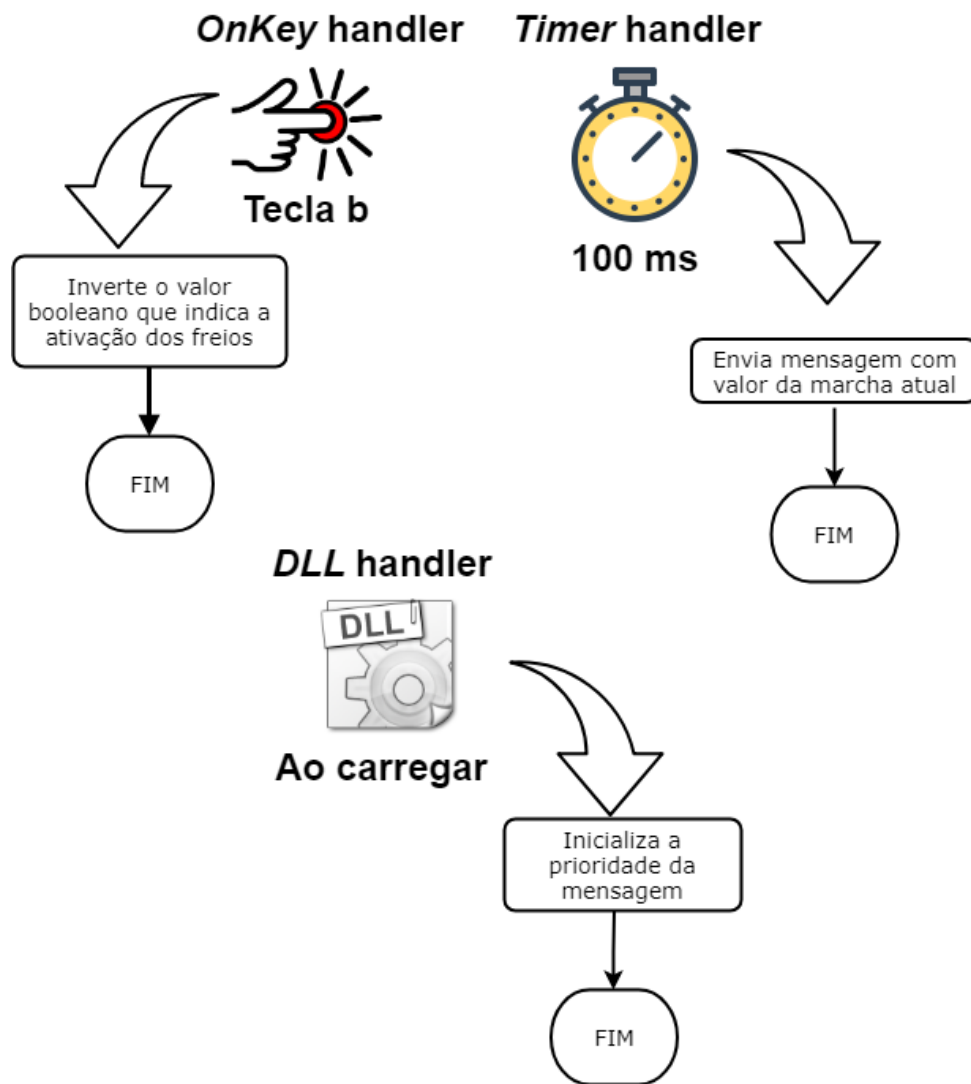 OnKey handler
Timer handler
Tecla b
100 ms
Inverte o valor
booleano que indica a
ativação dos freios
Envia mensagem com
valor da marcha atual
FIM
FIM
DLL handler
DLL
Ao carregar
Inicializa a
prioridade da
mensagem
FIM